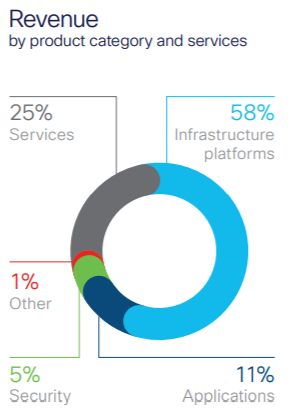 Revenue
by product category and services
25%
Services
58%
Infrastructure
platforms
1%
Other
5%
Security
11%
Applications